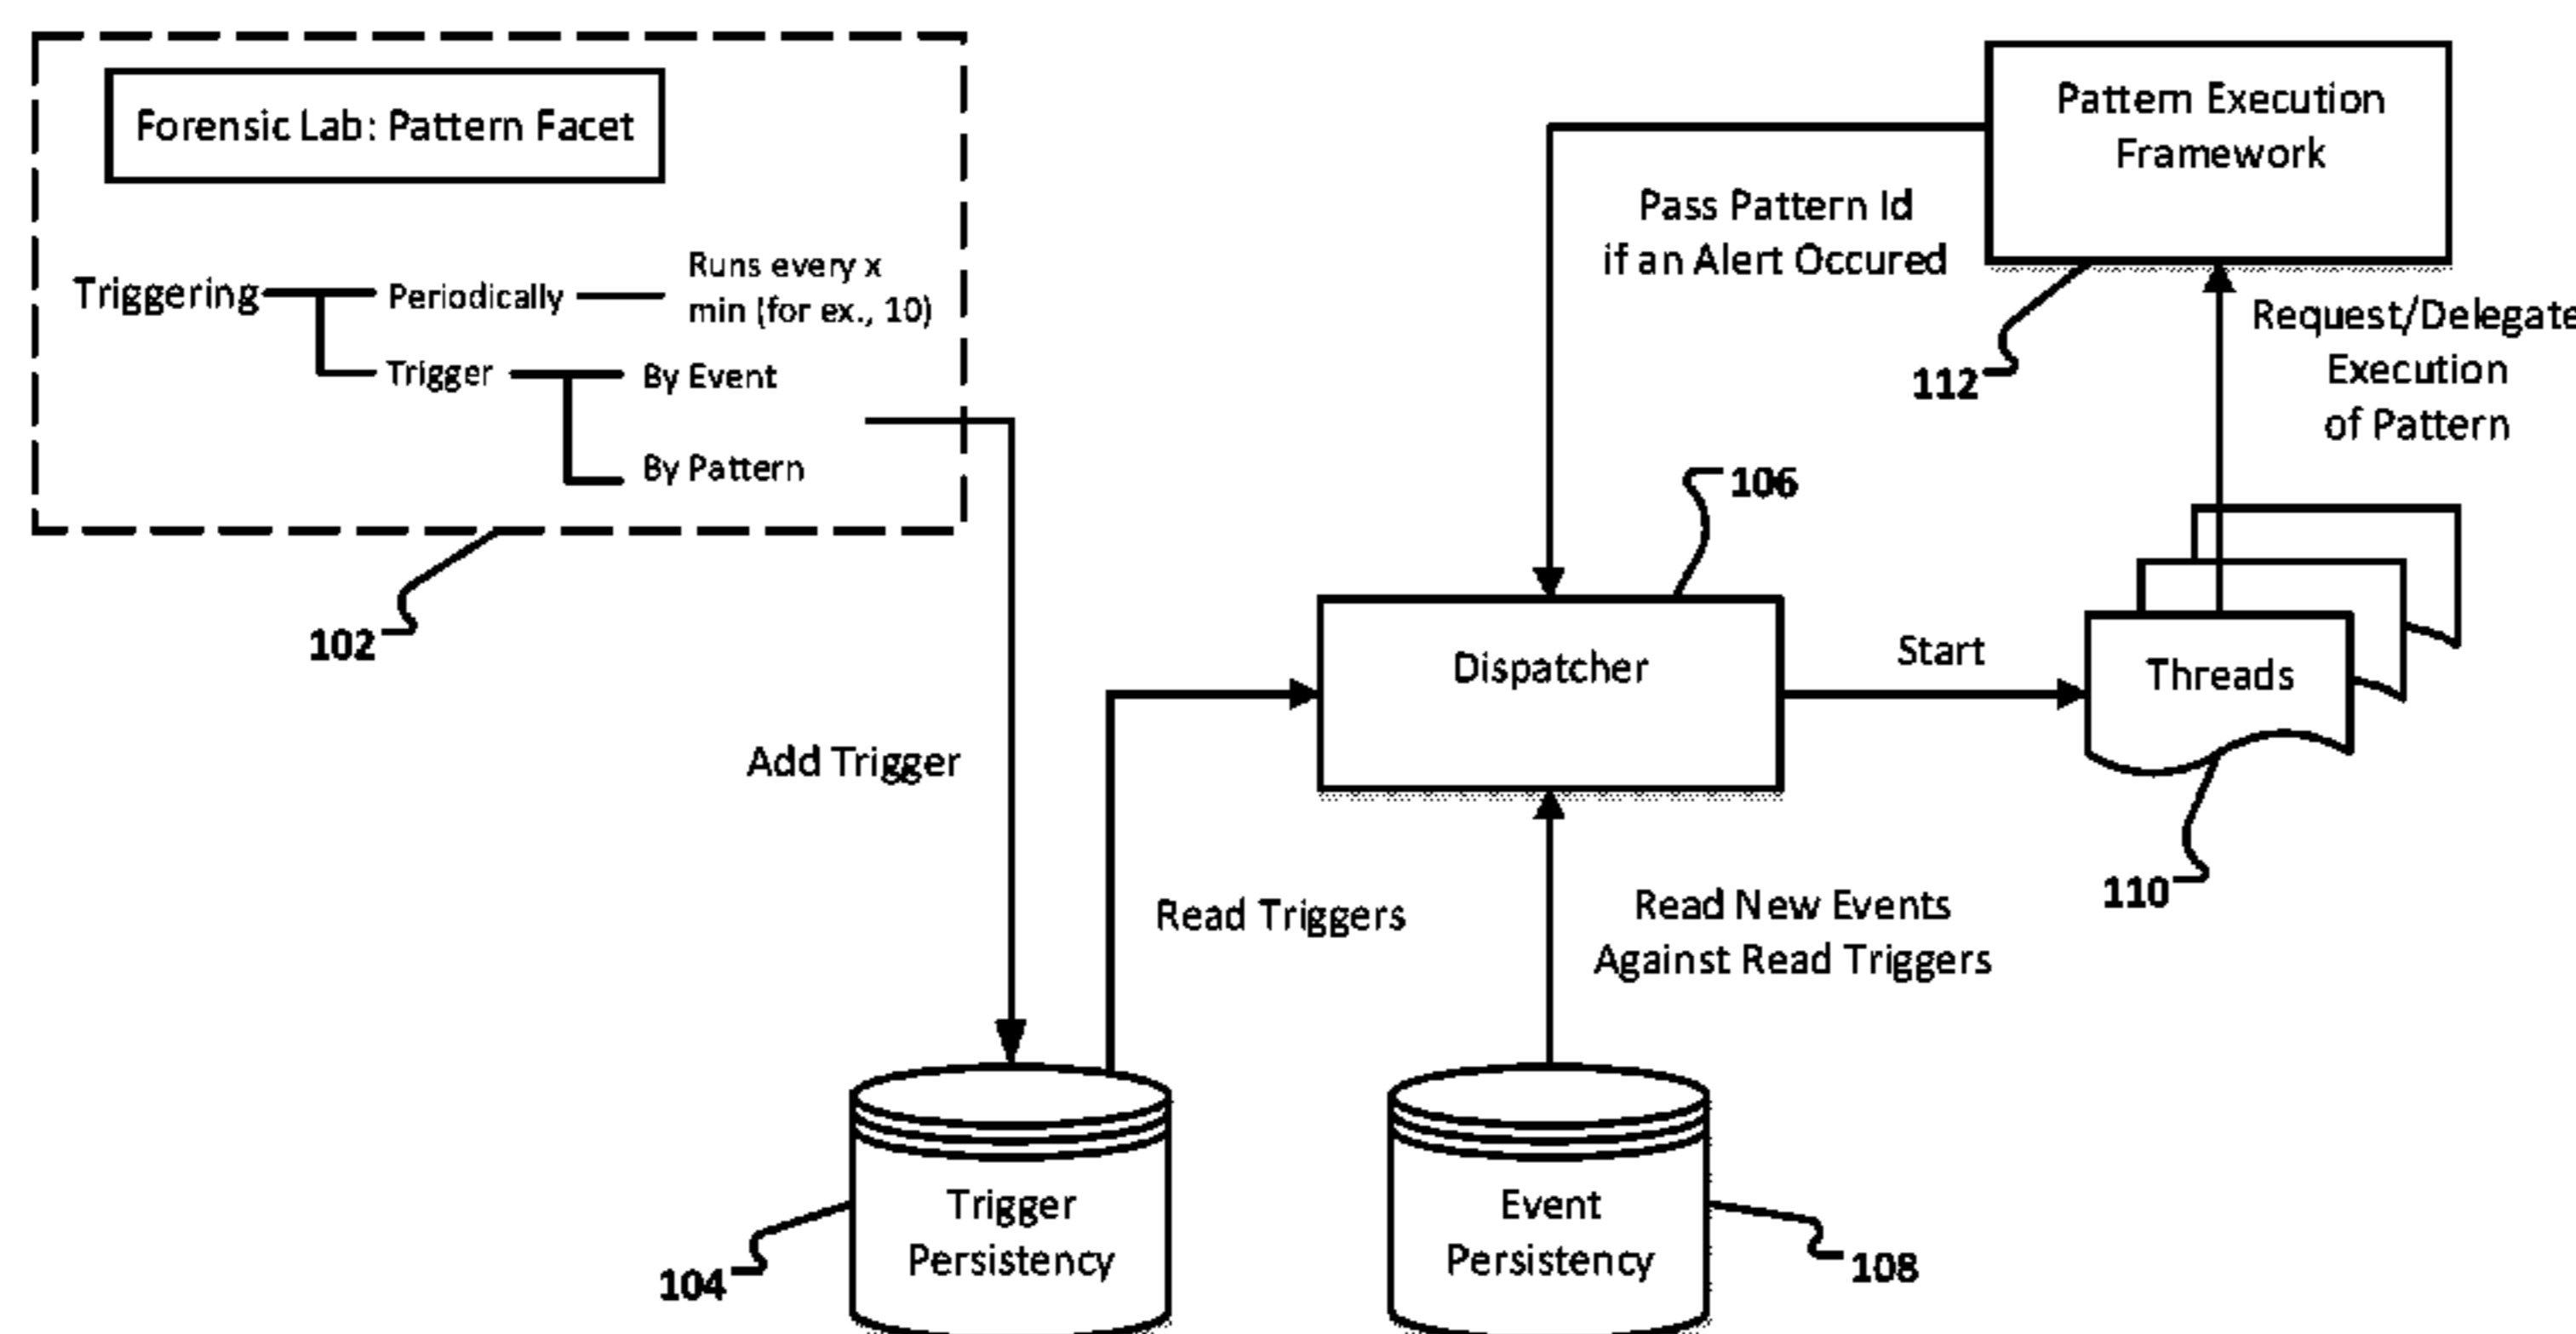 Forensic Lab: Pattern Facet
Triggering
Periodically
Runs every x
min (for ex., 10)
Trigger
By Event
By Pattern
102
Pattern Execution
Framework
Pass Pattern Id
if an Alert Occured
112
Request/Delegate
Execution
of Pattern
106
Dispatcher
Start
Threads
110
Add Trigger
Read Triggers
Read New Events
Against Read Triggers
Trigger
Persistency
104
Event
Persistency
108